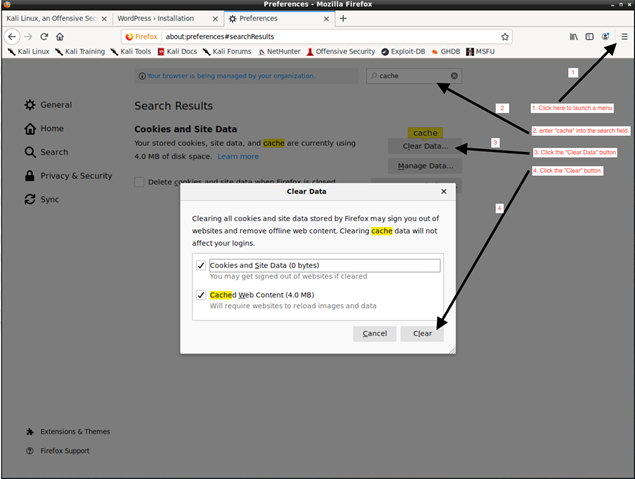 Preferences - Mozilla Firefox
Kali Linux, an Offensive Sec
WordPress › Installation
Preferences
Firefox
about:preferences#searchResults
Kali Linux
Kali Training
Kali Tools
Kali Docs
Kali Forums
NetHunter
Offensive Security
Exploit-DB
GHDB
MSFU
Your browser is being managed by your organization.
cache
1
1. Click here to launch a menu
General
Search Results
2
2. enter "cache" into the search field.
Home
Cookies and Site Data
cache
3
Search
Your stored cookies, site data, and cache are currently using
Clear Data...
3. Click the "Clear Data" button
4.0 MB of disk space. Learn more
Manage Data...
4. Click the "Clear" button.
Privacy & Security
Delete cookies and site data when Firefox is closed
Sync
Clear Data
4
Clearing all cookies and site data stored by Firefox may sign you out of
websites and remove offline web content. Clearing cache data will not
affect your logins.
Cookies and Site Data (0 bytes)
You may get signed out of websites if cleared
Cached Web Content (4.0 MB)
Will require websites to reload images and data
Cancel
Clear
Extensions & Themes
Firefox Support